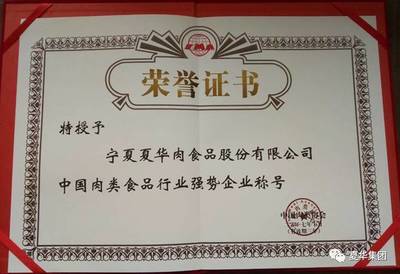 荣誉证书
特授予
宁夏夏华肉食品股份有限公司
中国肉类食品行业强势企业称号
夏华集团